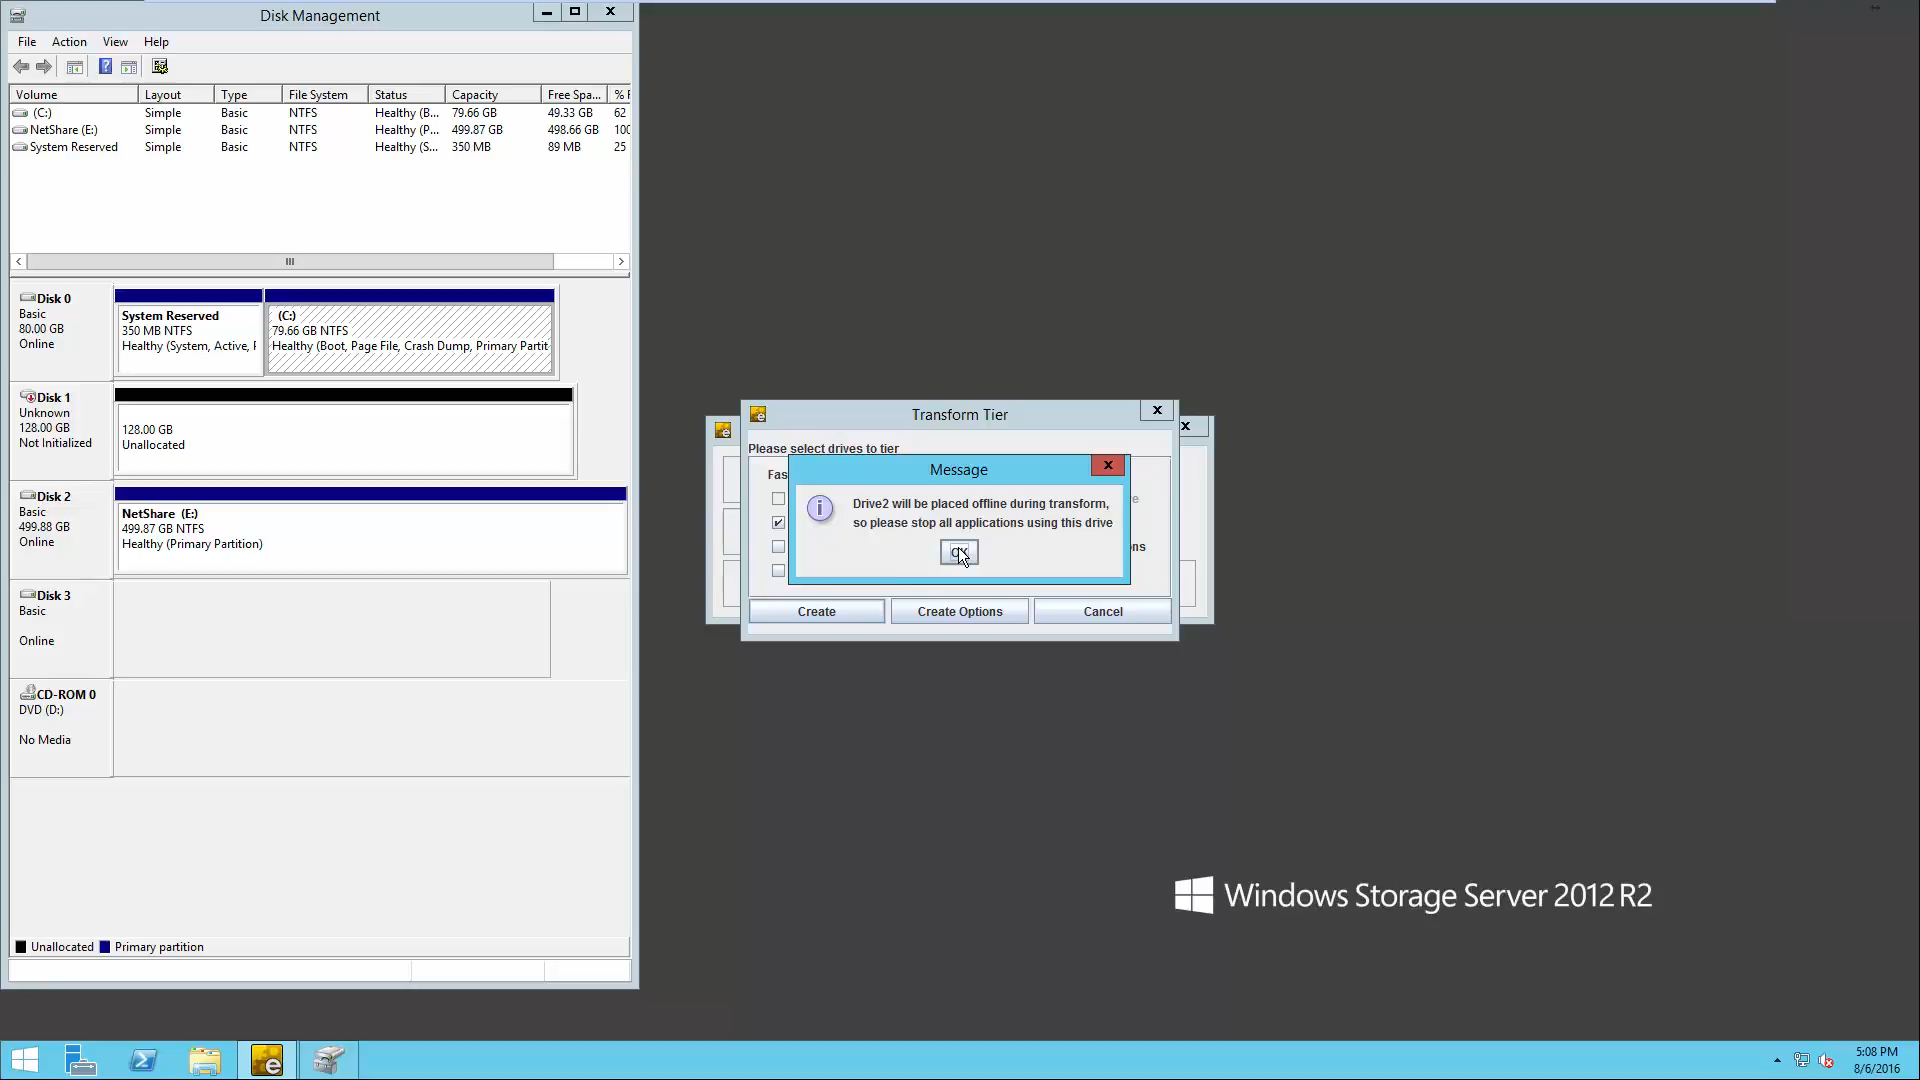 Disk Management
File Action View Help
Volume Layout Type File System Status Capacity Free Spa... %
(C:) Simple Basic NTFS Healthy (B... 79.66 GB 49.33 GB 62
NetShare (E:) Simple Basic NTFS Healthy (P... 499.87 GB 498.66 GB 100
System Reserved Simple Basic NTFS Healthy (S... 350 MB 89 MB 25
Disk 0
Basic
80.00 GB
Online
System Reserved
350 MB NTFS
Healthy (System, Active,
(C:)
79.66 GB NTFS
Healthy (Boot, Page File, Crash Dump, Primary Partit
Disk 1
Unknown
128.00 GB
Not Initialized
128.00 GB
Unallocated
Disk 2
Basic
499.88 GB
Online
NetShare (E:)
499.87 GB NTFS
Healthy (Primary Partition)
Disk 3
Basic
Online
CD-ROM 0
DVD (D:)
No Media
Unallocated Primary partition
Transform Tier
Please select drives to tier
Fas
Message
Drive2 will be placed offline during transform,
so please stop all applications using this drive
OK
e
ns
Create Create Options Cancel
Windows Storage Server 2012 R2
5:08 PM
8/6/2016